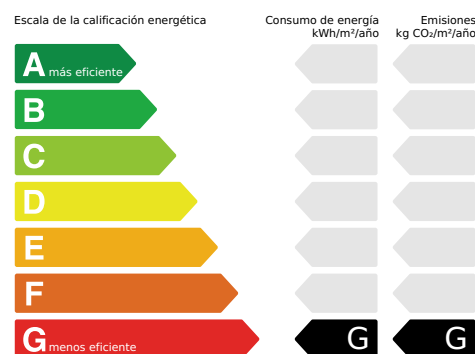 Escala de la calificación energética
Consumo de energía
kWh/m²/año
Emisiones
kg CO₂/m²/año
A más eficiente
B
C
D
E
F
G menos eficiente
G
G